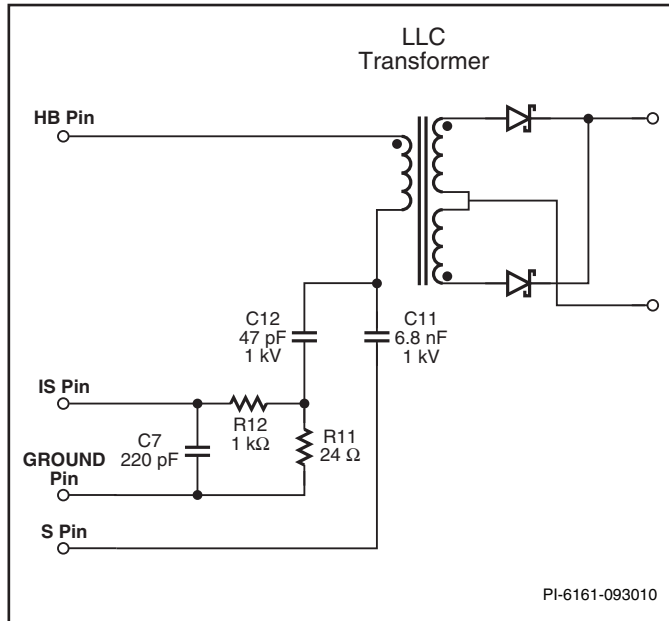 LLC
Transformer
HB Pin
C12
47 pF
1 kV
C11
6.8 nF
1 kV
IS Pin
R12
1 kΩ
C7
220 pF
R11
24 Ω
GROUND
Pin
S Pin
PI-6161-093010